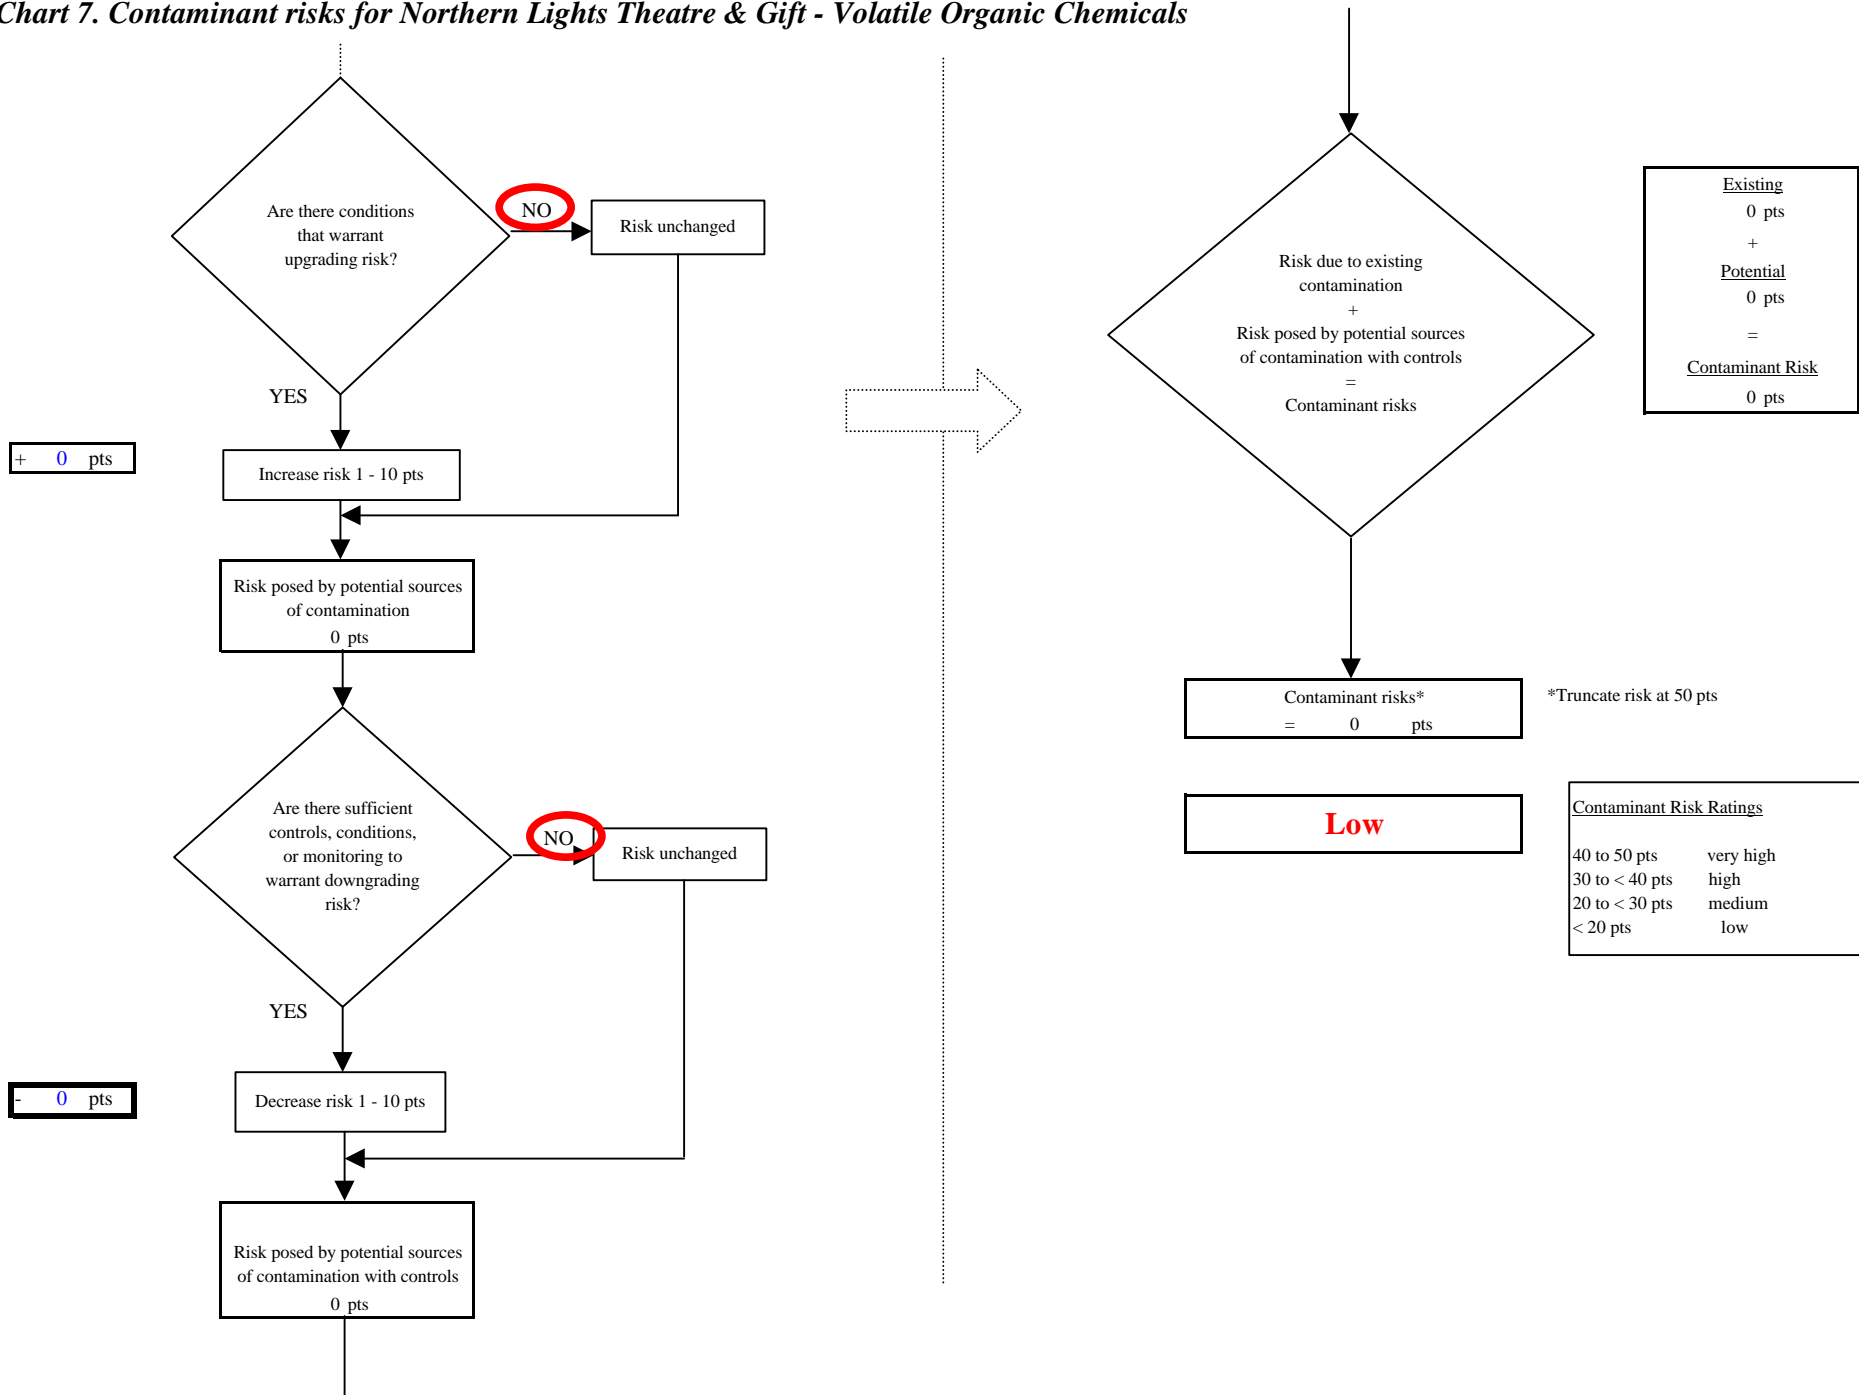 Chart 7. Contaminant risks for Northern Lights Theatre & Gift - Volatile Organic Chemicals
Are there conditions
that warrant
upgrading risk?
NO
Risk unchanged
YES
+ 0 pts
Increase risk 1 - 10 pts
Risk posed by potential sources
of contamination
0 pts
Are there sufficient
controls, conditions,
or monitoring to
warrant downgrading
risk?
NO
Risk unchanged
YES
- 0 pts
Decrease risk 1 - 10 pts
Risk posed by potential sources
of contamination with controls
0 pts
Risk due to existing
contamination
+
Risk posed by potential sources
of contamination with controls
=
Contaminant risks
Existing
0 pts
+
Potential
0 pts
=
Contaminant Risk
0 pts
Contaminant risks*
= 0 pts
*Truncate risk at 50 pts
Low
Contaminant Risk Ratings
40 to 50 pts very high
30 to < 40 pts high
20 to < 30 pts medium
< 20 pts low